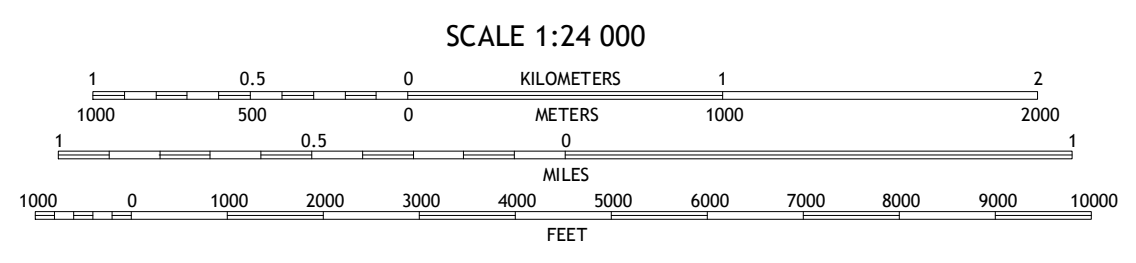 SCALE 1:24 000
1 0.5 0 KILOMETERS 1 2
1000 500 0 METERS 1000 2000
1 0.5 0 1
MILES
1000 0 1000 2000 3000 4000 5000 6000 7000 8000 9000 10000
FEET